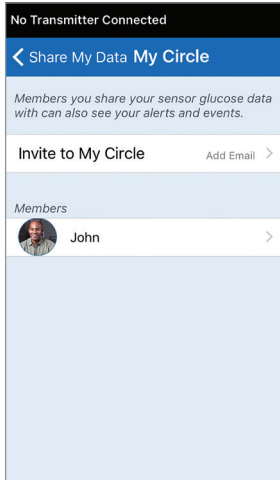 No Transmitter Connected
Share My Data My Circle
Members you share your sensor glucose data
with can also see your alerts and events.
Invite to My Circle Add Email
Members
John